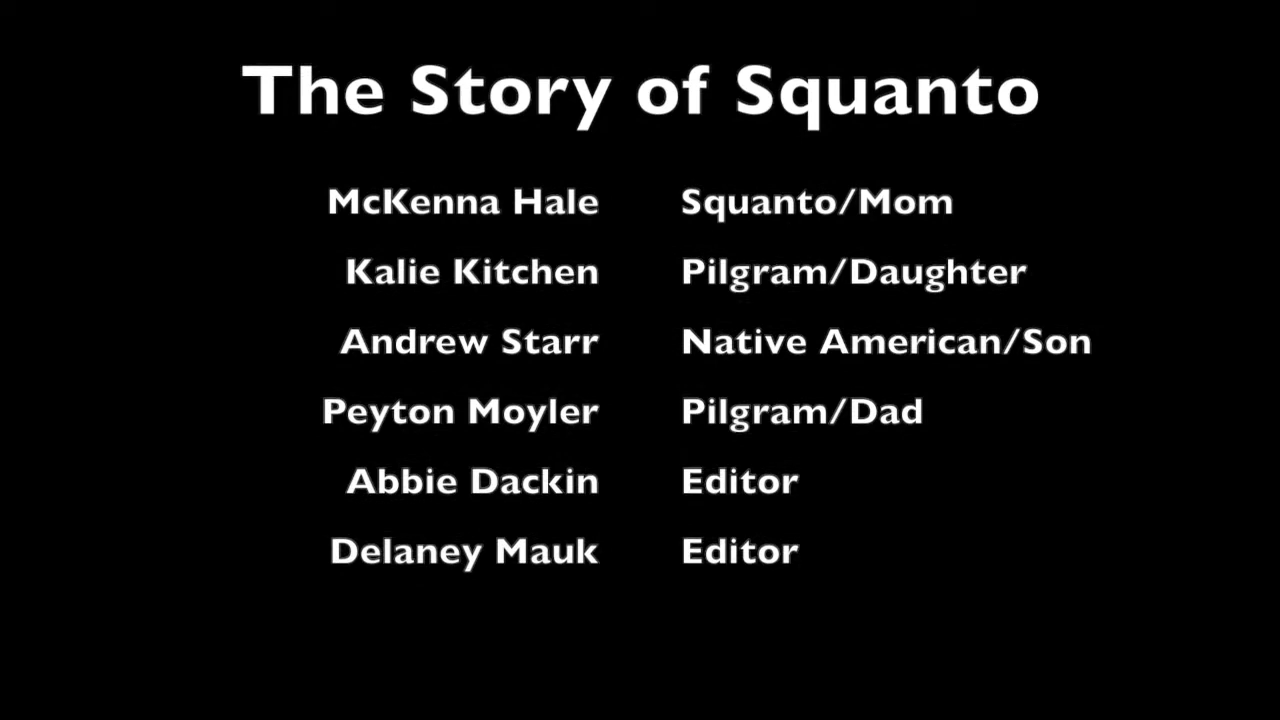 The Story of Squanto
McKenna Hale Squanto/Mom
Kalie Kitchen Pilgram/Daughter
Andrew Starr Native American/Son
Peyton Moyler Pilgram/Dad
Abbie Dackin Editor
Delaney Mauk Editor